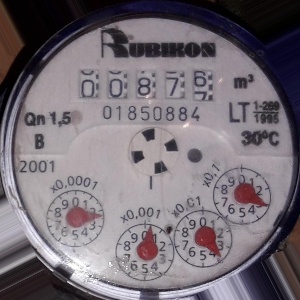 RUBIKON
00876 m³
01850884
Qn 1,5
B
LT 1-269
1995
30°C
2001
x0,0001
x0,001
x0,01
x0,1